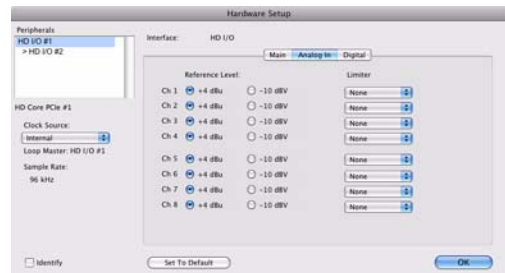 Hardware Setup
Peripherals
HD I/O #1
> HD I/O #2
Interface: HD I/O
Main Analog In Digital
Reference Level: Limiter
Ch 1 +4 dBu -10 dBV None
Ch 2 +4 dBu -10 dBV None
Ch 3 +4 dBu -10 dBV None
Ch 4 +4 dBu -10 dBV None
Ch 5 +4 dBu -10 dBV None
Ch 6 +4 dBu -10 dBV None
Ch 7 +4 dBu -10 dBV None
Ch 8 +4 dBu -10 dBV None
HD Core PCIe #1
Clock Source:
Internal
Loop Master: HD I/O #1
Sample Rate:
96 kHz
Identify
Set To Default
OK